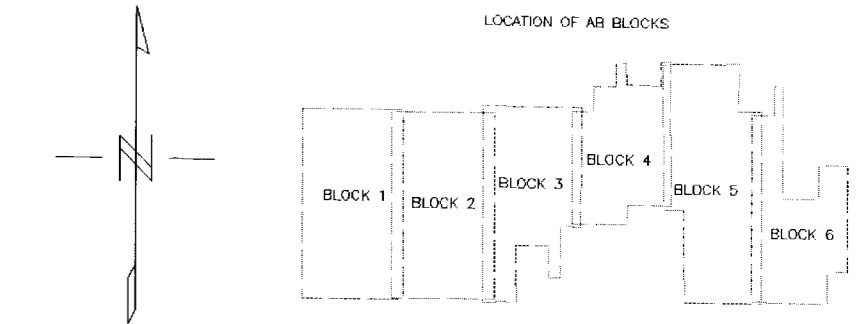 LOCATION OF AB BLOCKS
N
BLOCK 1
BLOCK 2
BLOCK 3
BLOCK 4
BLOCK 5
BLOCK 6